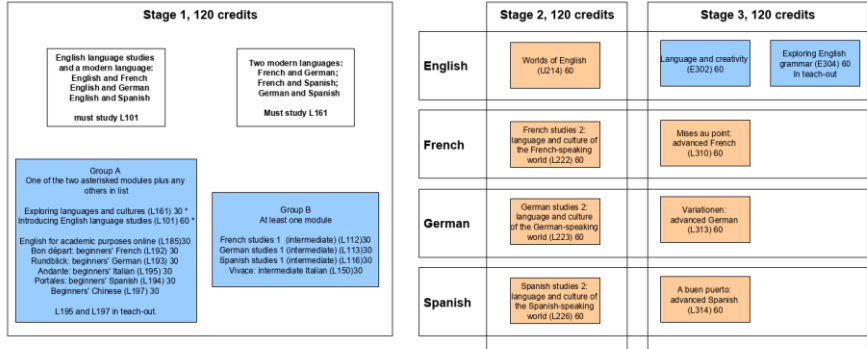 Stage 1, 120 credits
English language studies
and a modern language:
English and French
English and German
English and Spanish
must study L101
Two modern languages:
French and German;
French and Spanish;
German and Spanish
Must study L161
Group A
One of the two asterisked modules plus any
others in list
Exploring languages and cultures (L161) 30 *
Introducing English language studies (L101) 60 *
English for academic purposes online (L185)30
Bon départ: beginners' French (L192) 30
Rundblick: beginners' German (L193) 30
Andante: beginners' Italian (L195) 30
Portales: beginners' Spanish (L194) 30
Beginners' Chinese (L197) 30
L195 and L197 in teach-out.
Group B
At least one module
French studies 1 (intermediate) (L112)30
German studies 1 (intermediate) (L113)30
Spanish studies 1 (intermediate) (L116)30
Vivace: intermediate Italian (L150)30
Stage 2, 120 credits
Stage 3, 120 credits
English
Worlds of English
(U214) 60
Language and creativity
(E302) 60
Exploring English
grammar (E304) 60
In teach-out
French
French studies 2:
language and culture of
the French-speaking
world (L222) 60
Mises au point:
advanced French
(L310) 60
German
German studies 2:
language and culture
of the German-speaking
world (L223) 60
Variationen:
advanced German
(L313) 60
Spanish
Spanish studies 2:
language and culture of
the Spanish-speaking
world (L226) 60
A buen puerto:
advanced Spanish
(L314) 60